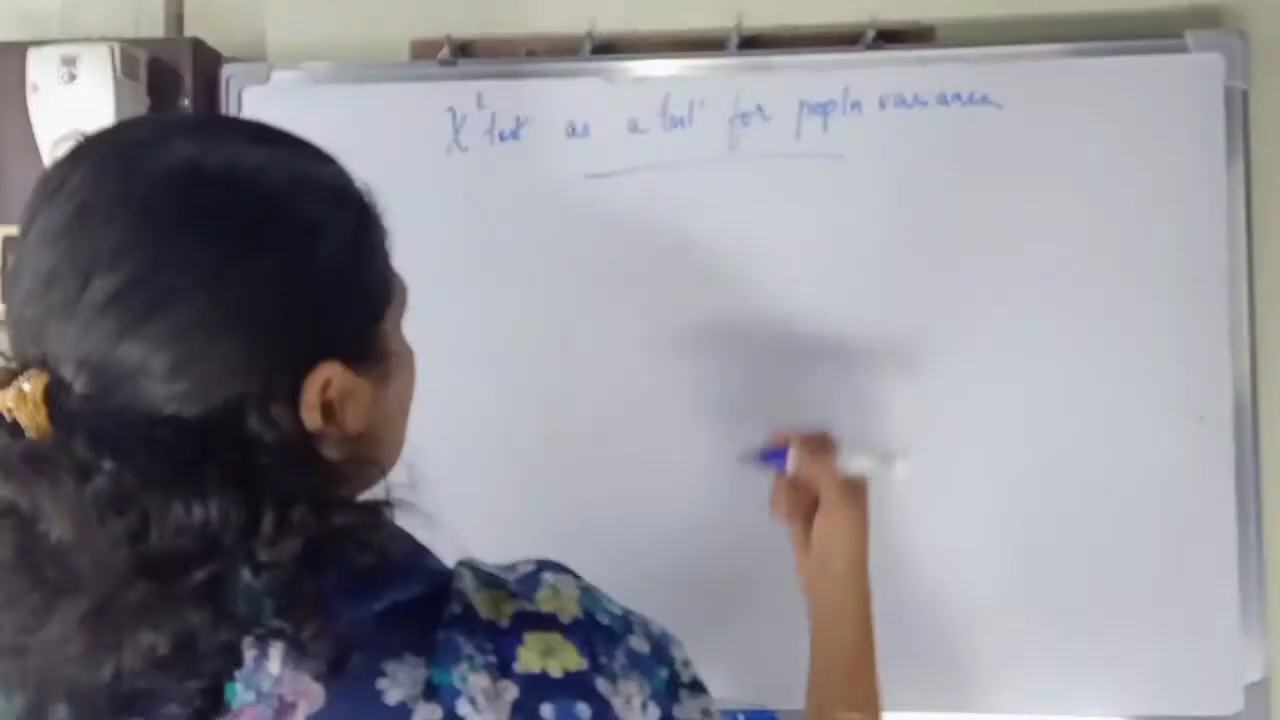 χ² test as a test for popln variance